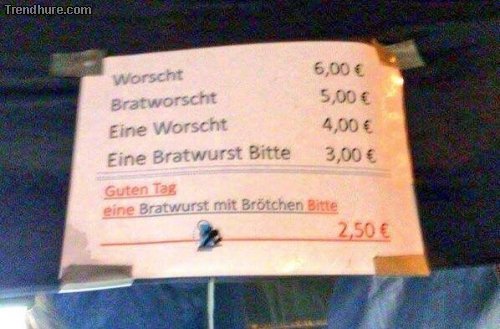 Trendhure.com
Worscht 6,00 €
Bratworscht 5,00 €
Eine Worscht 4,00 €
Eine Bratwurst Bitte 3,00 €
Guten Tag
eine Bratwurst mit Brötchen Bitte
2,50 €